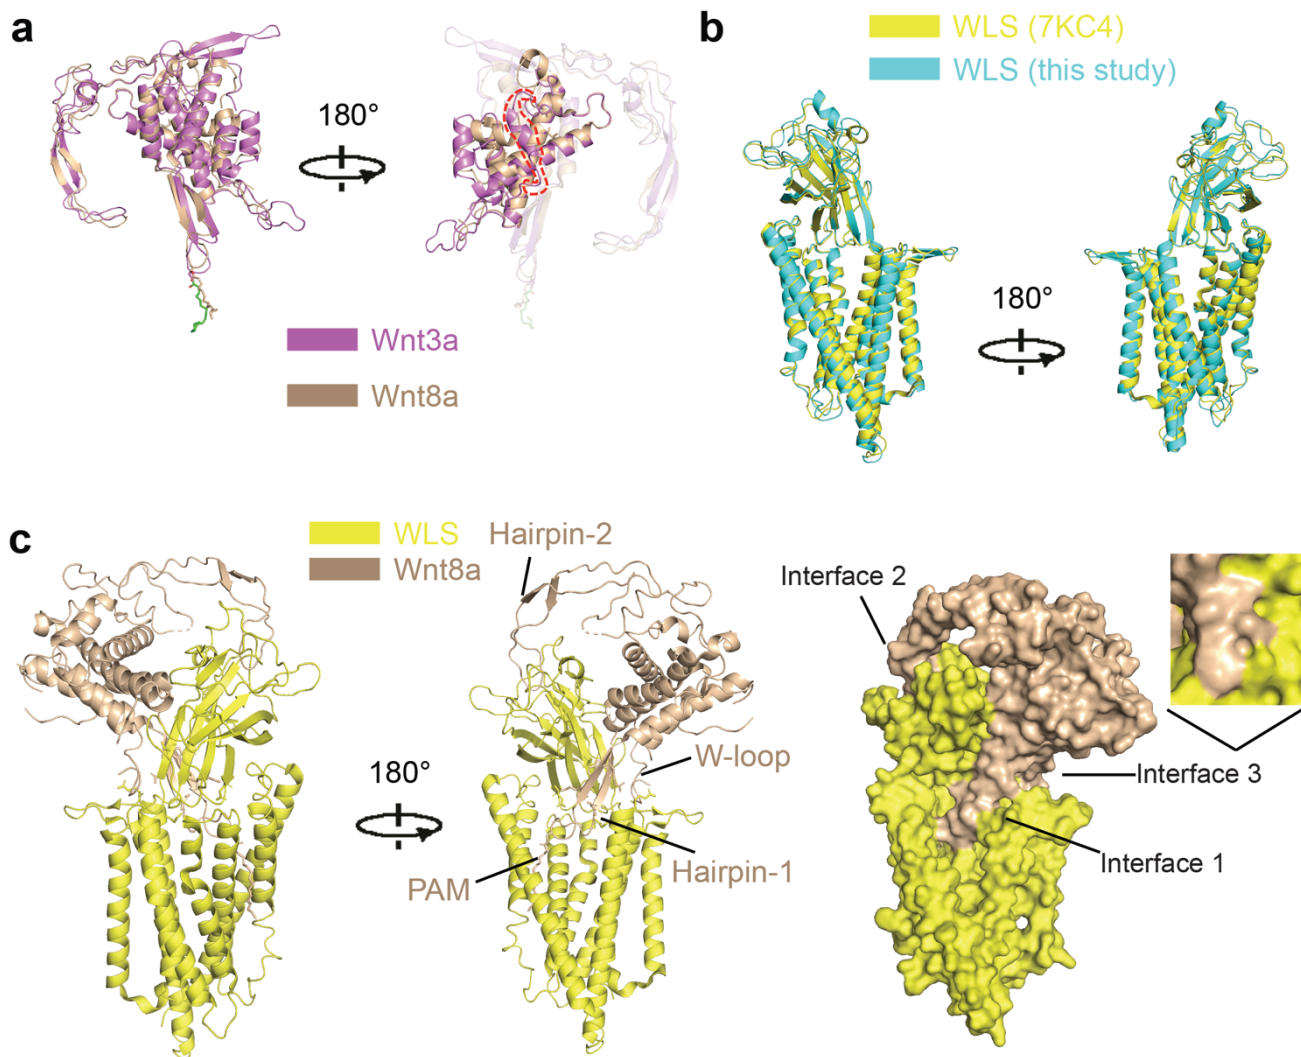 a
180°
Wnt3a
Wnt8a
b
WLS (7KC4)
WLS (this study)
180°
c
WLS
Wnt8a
Hairpin-2
180°
W-loop
PAM
Hairpin-1
Interface 2
Interface 3
Interface 1